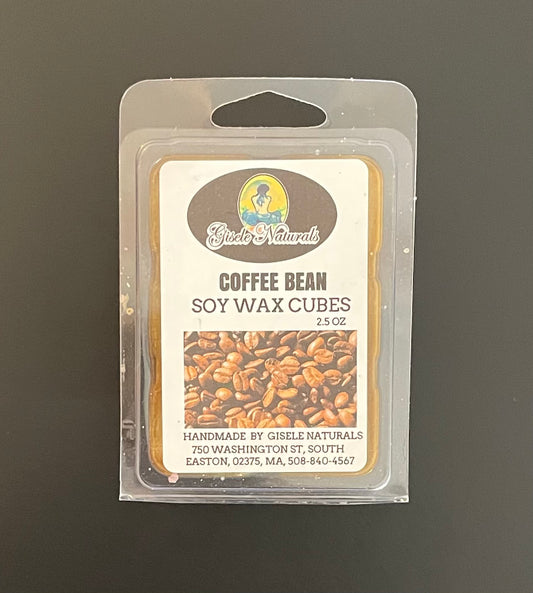 Gisele Naturals
COFFEE BEAN
SOY WAX CUBES
2.5 OZ
HANDMADE BY GISELE NATURALS
750 WASHINGTON ST, SOUTH
EASTON, 02375, MA, 508-840-4567